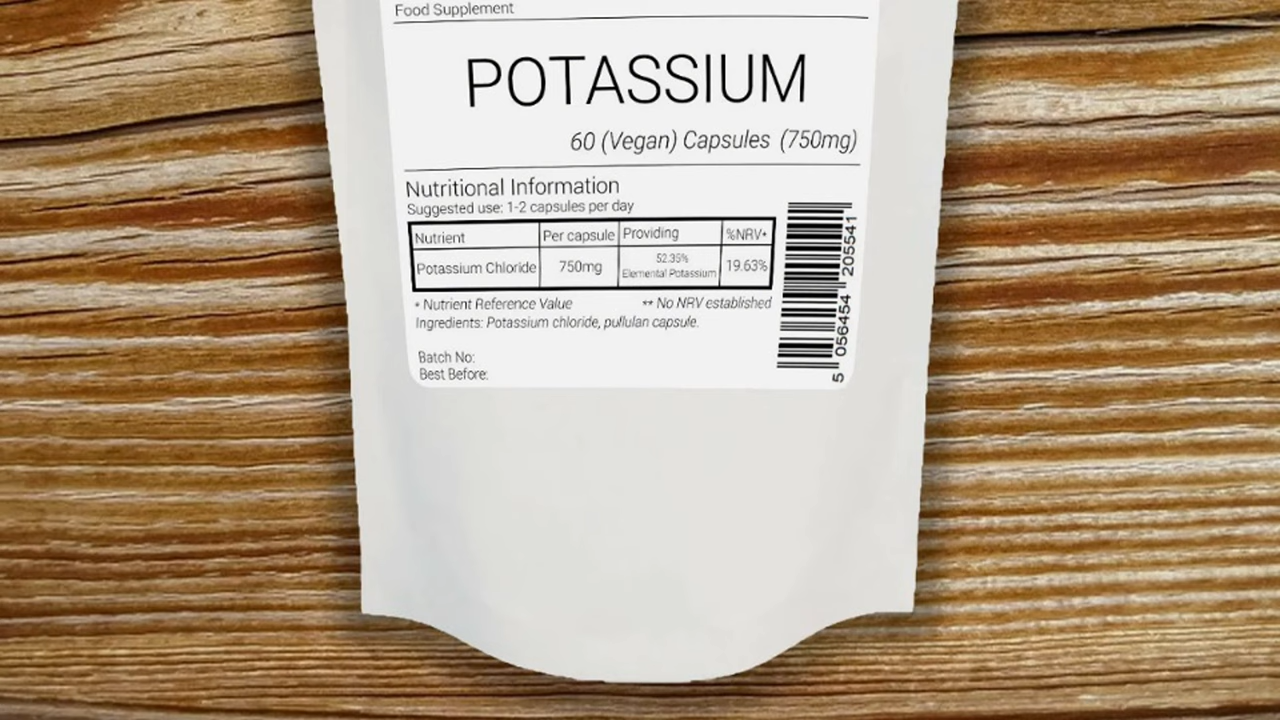 Food Supplement
POTASSIUM
60 (Vegan) Capsules (750mg)
Nutritional Information
Suggested use: 1-2 capsules per day
Nutrient Per capsule Providing %NRV*
Potassium Chloride 750mg 52.35% Elemental Potassium 19.63%
* Nutrient Reference Value ** No NRV established
Ingredients: Potassium chloride, pullulan capsule.
Batch No:
Best Before:
5 056454 205541